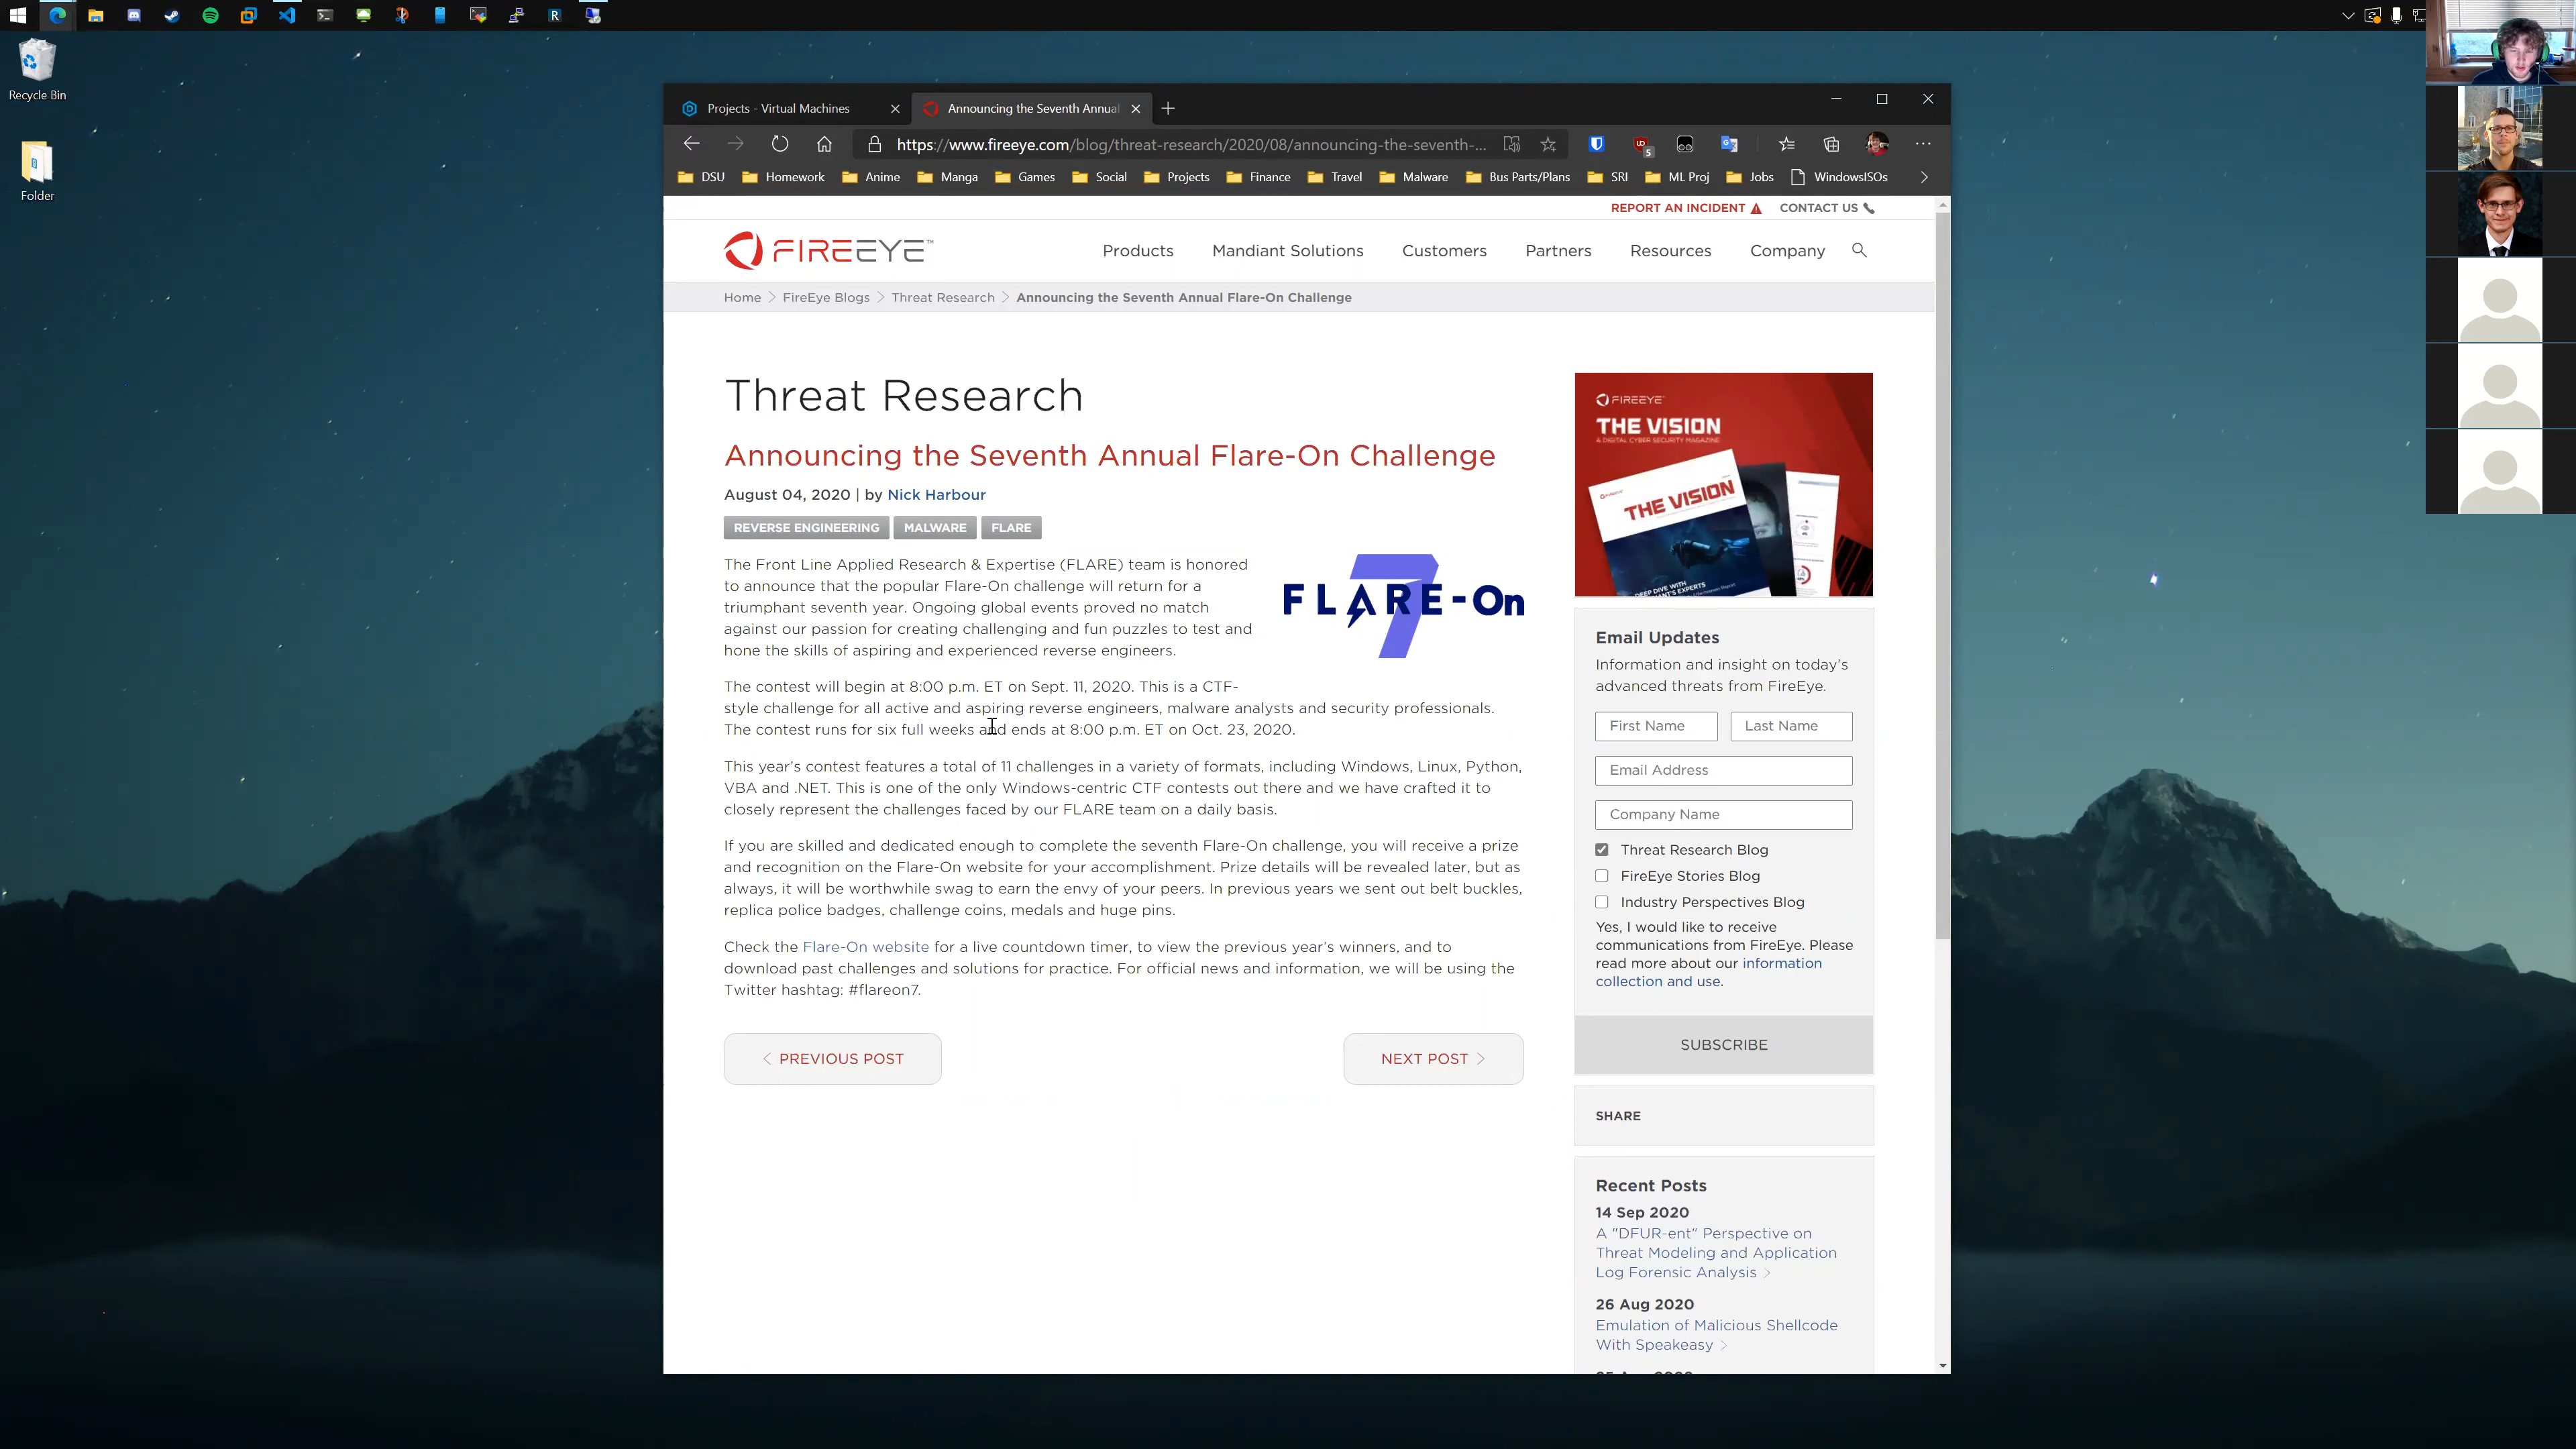 Recycle Bin
Folder
Projects - Virtual Machines
Announcing the Seventh Annual
https://www.fireeye.com/blog/threat-research/2020/08/announcing-the-seventh-...
DSU
Homework
Anime
Manga
Games
Social
Projects
Finance
Travel
Malware
Bus Parts/Plans
SRI
ML Proj
Jobs
WindowsISOs
REPORT AN INCIDENT
CONTACT US
FIREEYE™
Products
Mandiant Solutions
Customers
Partners
Resources
Company
Home > FireEye Blogs > Threat Research > Announcing the Seventh Annual Flare-On Challenge
Threat Research
Announcing the Seventh Annual Flare-On Challenge
August 04, 2020 | by Nick Harbour
REVERSE ENGINEERING
MALWARE
FLARE
The Front Line Applied Research & Expertise (FLARE) team is honored
to announce that the popular Flare-On challenge will return for a
triumphant seventh year. Ongoing global events proved no match
against our passion for creating challenging and fun puzzles to test and
hone the skills of aspiring and experienced reverse engineers.
FLARE-On
7
The contest will begin at 8:00 p.m. ET on Sept. 11, 2020. This is a CTF-
style challenge for all active and aspiring reverse engineers, malware analysts and security professionals.
The contest runs for six full weeks and ends at 8:00 p.m. ET on Oct. 23, 2020.
This year's contest features a total of 11 challenges in a variety of formats, including Windows, Linux, Python,
VBA and .NET. This is one of the only Windows-centric CTF contests out there and we have crafted it to
closely represent the challenges faced by our FLARE team on a daily basis.
If you are skilled and dedicated enough to complete the seventh Flare-On challenge, you will receive a prize
and recognition on the Flare-On website for your accomplishment. Prize details will be revealed later, but as
always, it will be worthwhile swag to earn the envy of your peers. In previous years we sent out belt buckles,
replica police badges, challenge coins, medals and huge pins.
Check the Flare-On website for a live countdown timer, to view the previous year's winners, and to
download past challenges and solutions for practice. For official news and information, we will be using the
Twitter hashtag: #flareon7.
PREVIOUS POST
NEXT POST
FIREEYE
THE VISION
A DIGITAL CYBER SECURITY MAGAZINE
THE VISION
DEEP DIVE WITH
Email Updates
Information and insight on today's
advanced threats from FireEye.
First Name
Last Name
Email Address
Company Name
Threat Research Blog
FireEye Stories Blog
Industry Perspectives Blog
Yes, I would like to receive
communications from FireEye. Please
read more about our information
collection and use.
SUBSCRIBE
SHARE
Recent Posts
14 Sep 2020
A "DFUR-ent" Perspective on
Threat Modeling and Application
Log Forensic Analysis >
26 Aug 2020
Emulation of Malicious Shellcode
With Speakeasy >